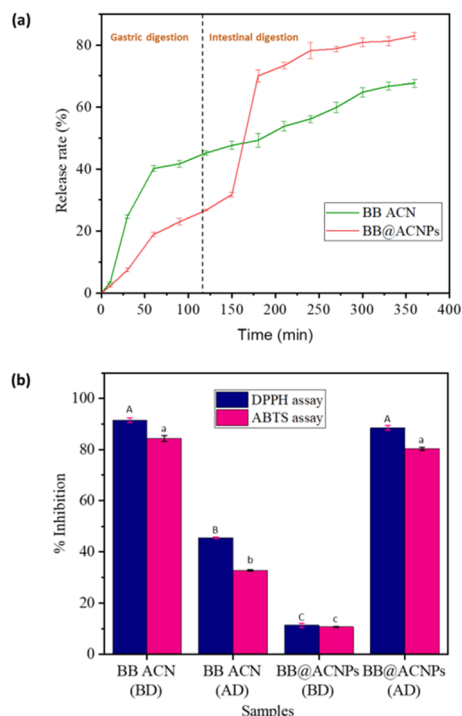 (a)
Gastric digestion
Intestinal digestion
Release rate (%)
80
60
40
20
0
BB ACN
BB@ACNPs
0 50 100 150 200 250 300 350 400
Time (min)
(b)
% Inhibition
100
80
60
40
20
0
DPPH assay
ABTS assay
A a B b C c A a
BB ACN BB ACN BB@ACNPs BB@ACNPs
(BD) (AD) (BD) (AD)
Samples